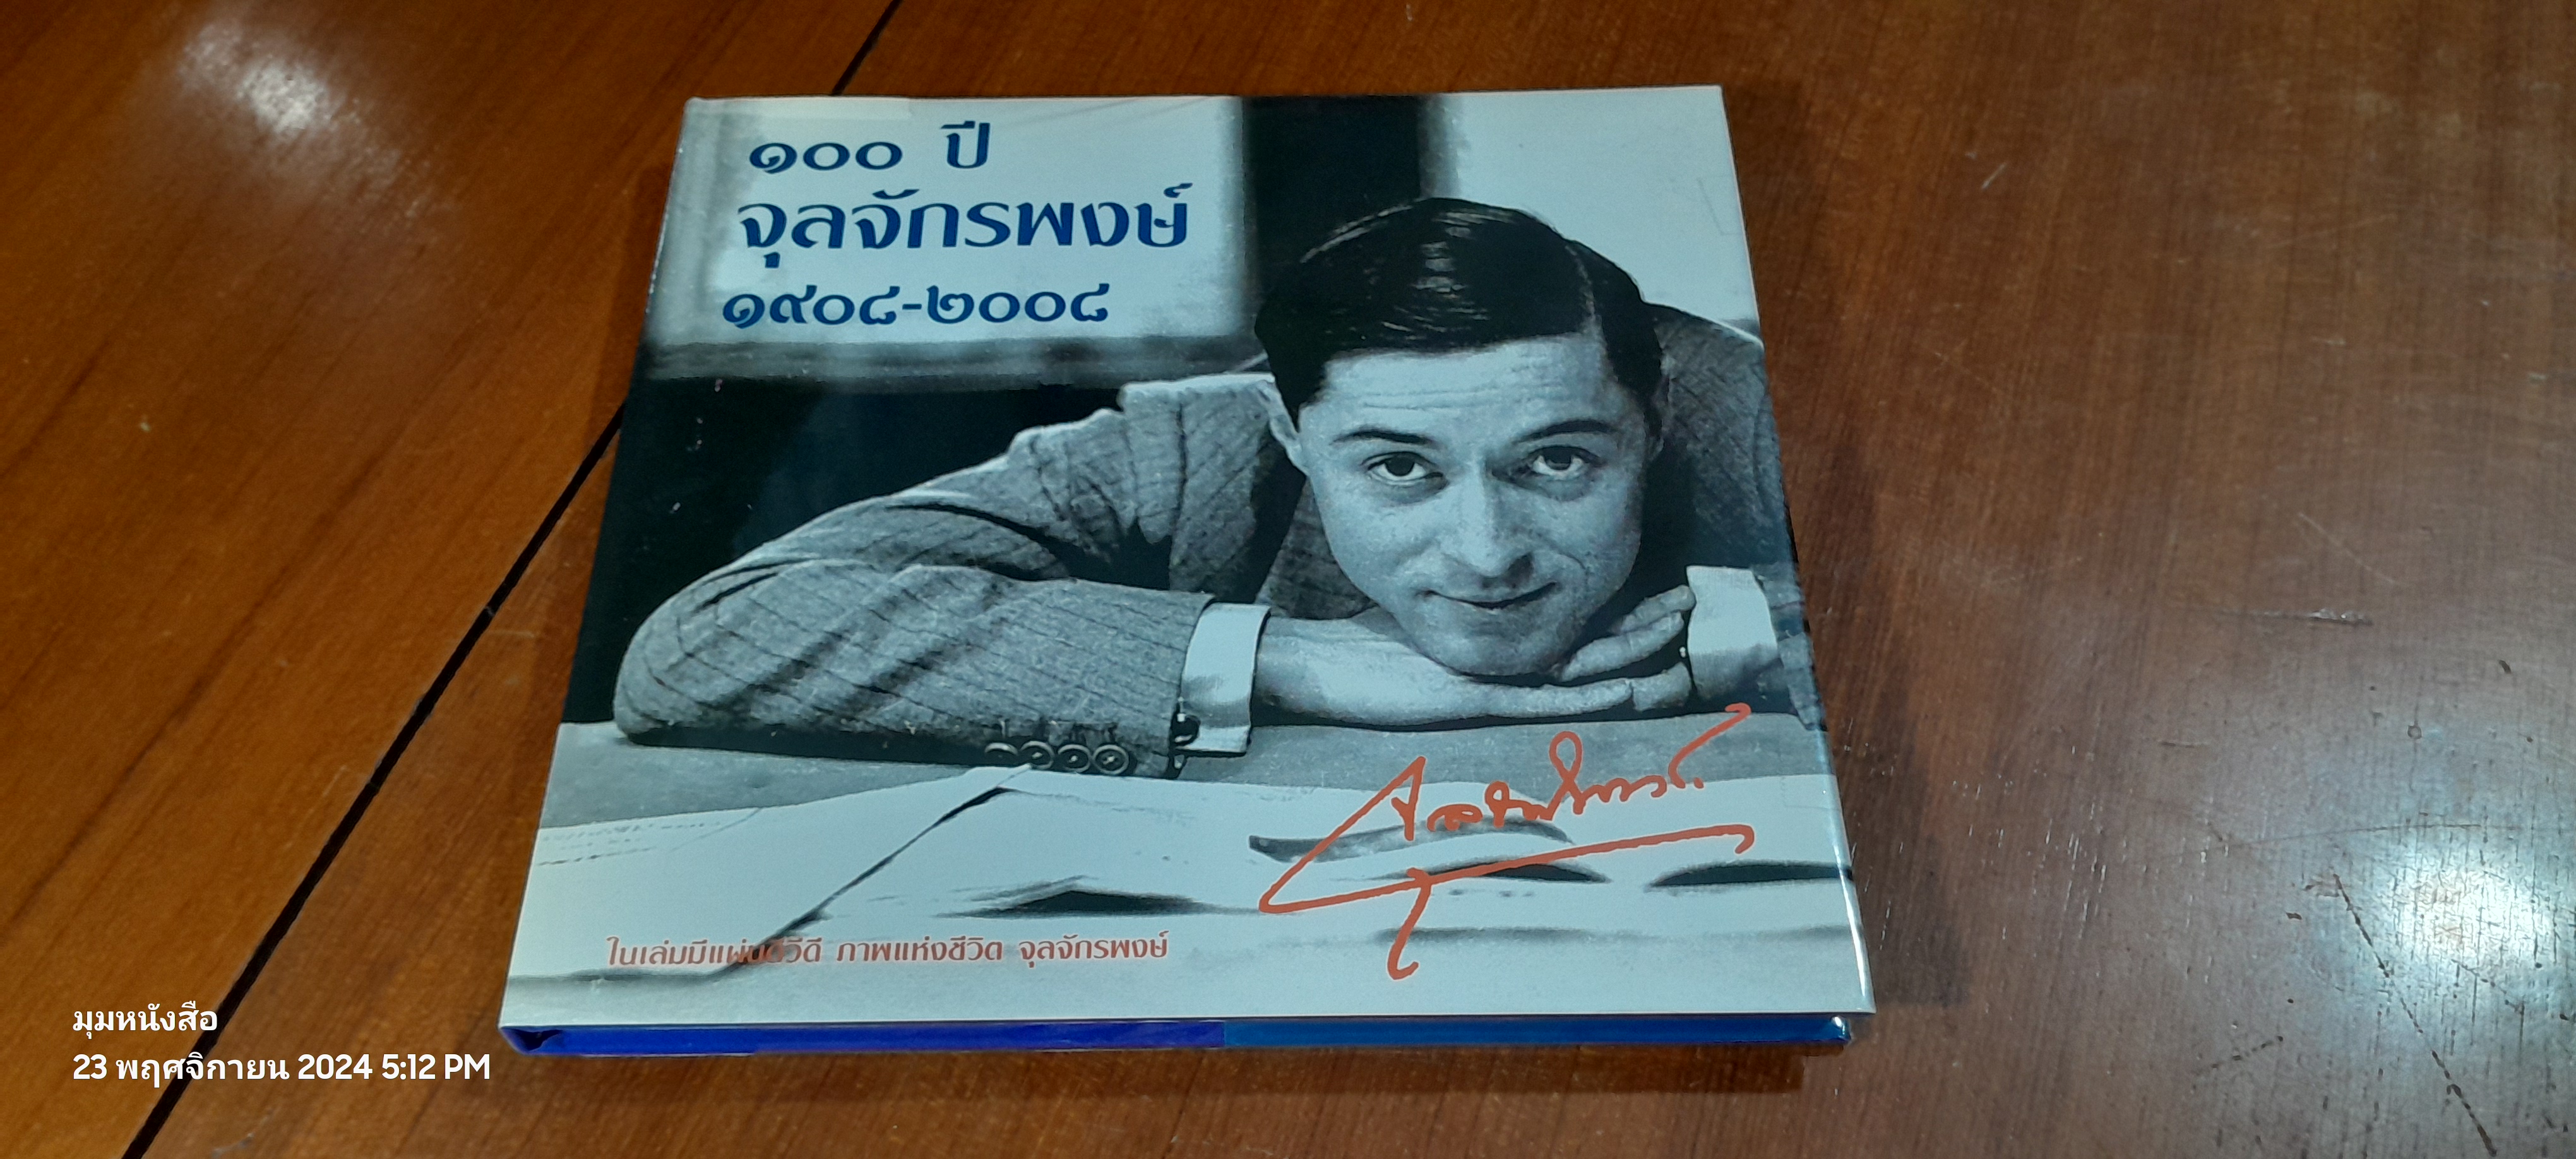 ๑๐๐ ปี
จุลจักรพงษ์
๑๙๐๘-๒๐๐๘
ในเล่มมีแผ่นดีวีดี ภาพแห่งชีวิต จุลจักรพงษ์
มุมหนังสือ
23 พฤศจิกายน 2024 5:12 PM